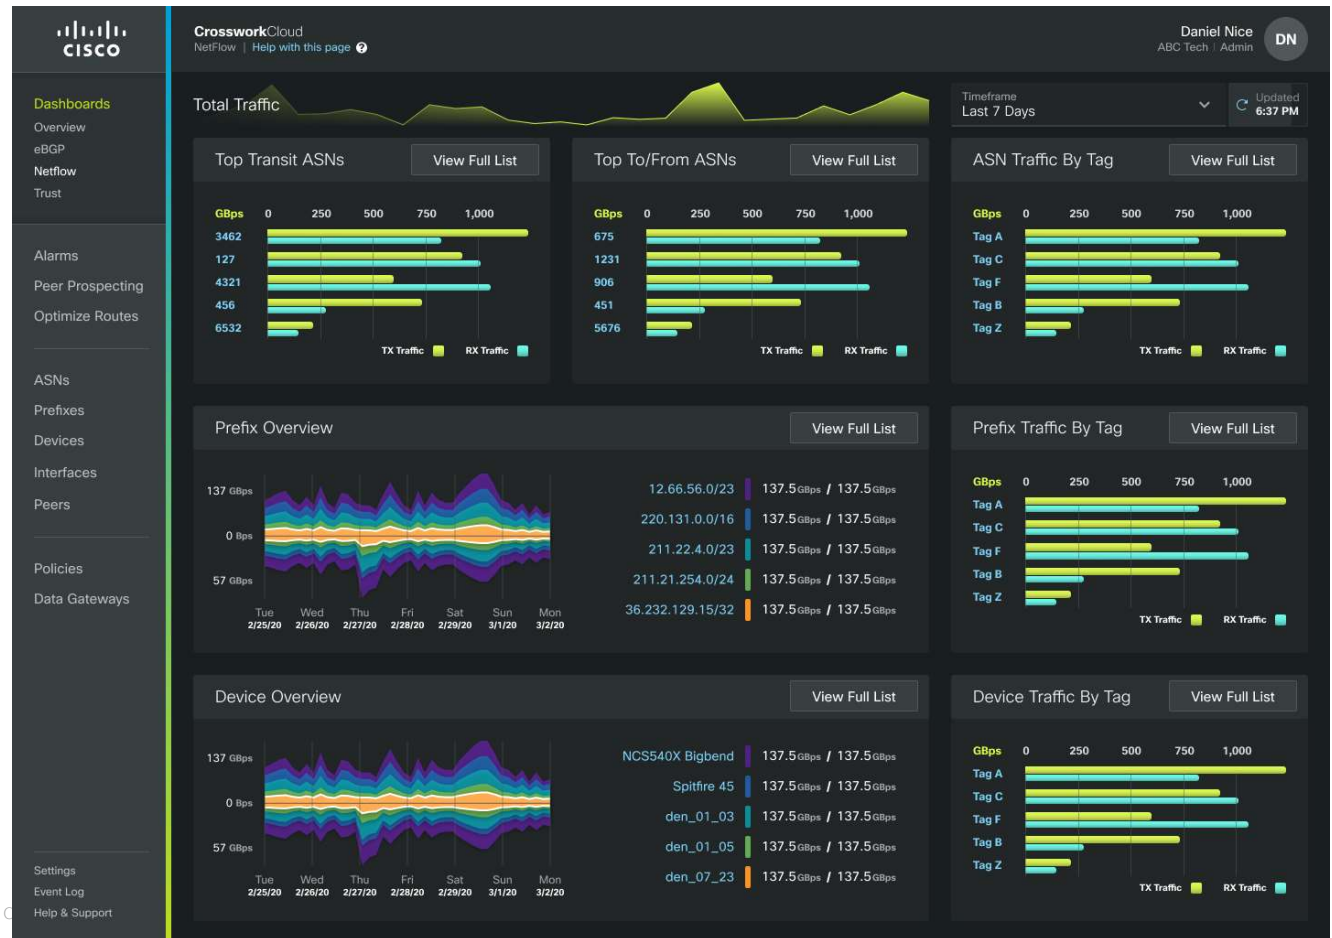 CISCO
CrossworkCloud
NetFlow | Help with this page ?
Daniel Nice
ABC Tech | Admin
DN
Dashboards
Overview
eBGP
Netflow
Trust
Alarms
Peer Prospecting
Optimize Routes
ASNs
Prefixes
Devices
Interfaces
Peers
Policies
Data Gateways
Settings
Event Log
Help & Support
Total Traffic
Timeframe
Last 7 Days
Updated
6:37 PM
Top Transit ASNs
View Full List
GBps 0 250 500 750 1,000
3462
127
4321
456
6532
TX Traffic RX Traffic
Top To/From ASNs
View Full List
GBps 0 250 500 750 1,000
675
1231
906
451
5676
TX Traffic RX Traffic
ASN Traffic By Tag
View Full List
GBps 0 250 500 750 1,000
Tag A
Tag C
Tag F
Tag B
Tag Z
TX Traffic RX Traffic
Prefix Overview
View Full List
137 GBps
0 Bps
57 GBps
Tue Wed Thu Fri Sat Sun Mon
2/25/20 2/26/20 2/27/20 2/28/20 2/29/20 3/1/20 3/2/20
12.66.56.0/23 137.5GBps / 137.5GBps
220.131.0.0/16 137.5GBps / 137.5GBps
211.22.4.0/23 137.5GBps / 137.5GBps
211.21.254.0/24 137.5GBps / 137.5GBps
36.232.129.15/32 137.5GBps / 137.5GBps
Prefix Traffic By Tag
View Full List
GBps 0 250 500 750 1,000
Tag A
Tag C
Tag F
Tag B
Tag Z
TX Traffic RX Traffic
Device Overview
View Full List
137 GBps
0 Bps
57 GBps
Tue Wed Thu Fri Sat Sun Mon
2/25/20 2/26/20 2/27/20 2/28/20 2/29/20 3/1/20 3/2/20
NCS540X Bigbend 137.5GBps / 137.5GBps
Spitfire 45 137.5GBps / 137.5GBps
den_01_03 137.5GBps / 137.5GBps
den_01_05 137.5GBps / 137.5GBps
den_07_23 137.5GBps / 137.5GBps
Device Traffic By Tag
View Full List
GBps 0 250 500 750 1,000
Tag A
Tag C
Tag F
Tag B
Tag Z
TX Traffic RX Traffic